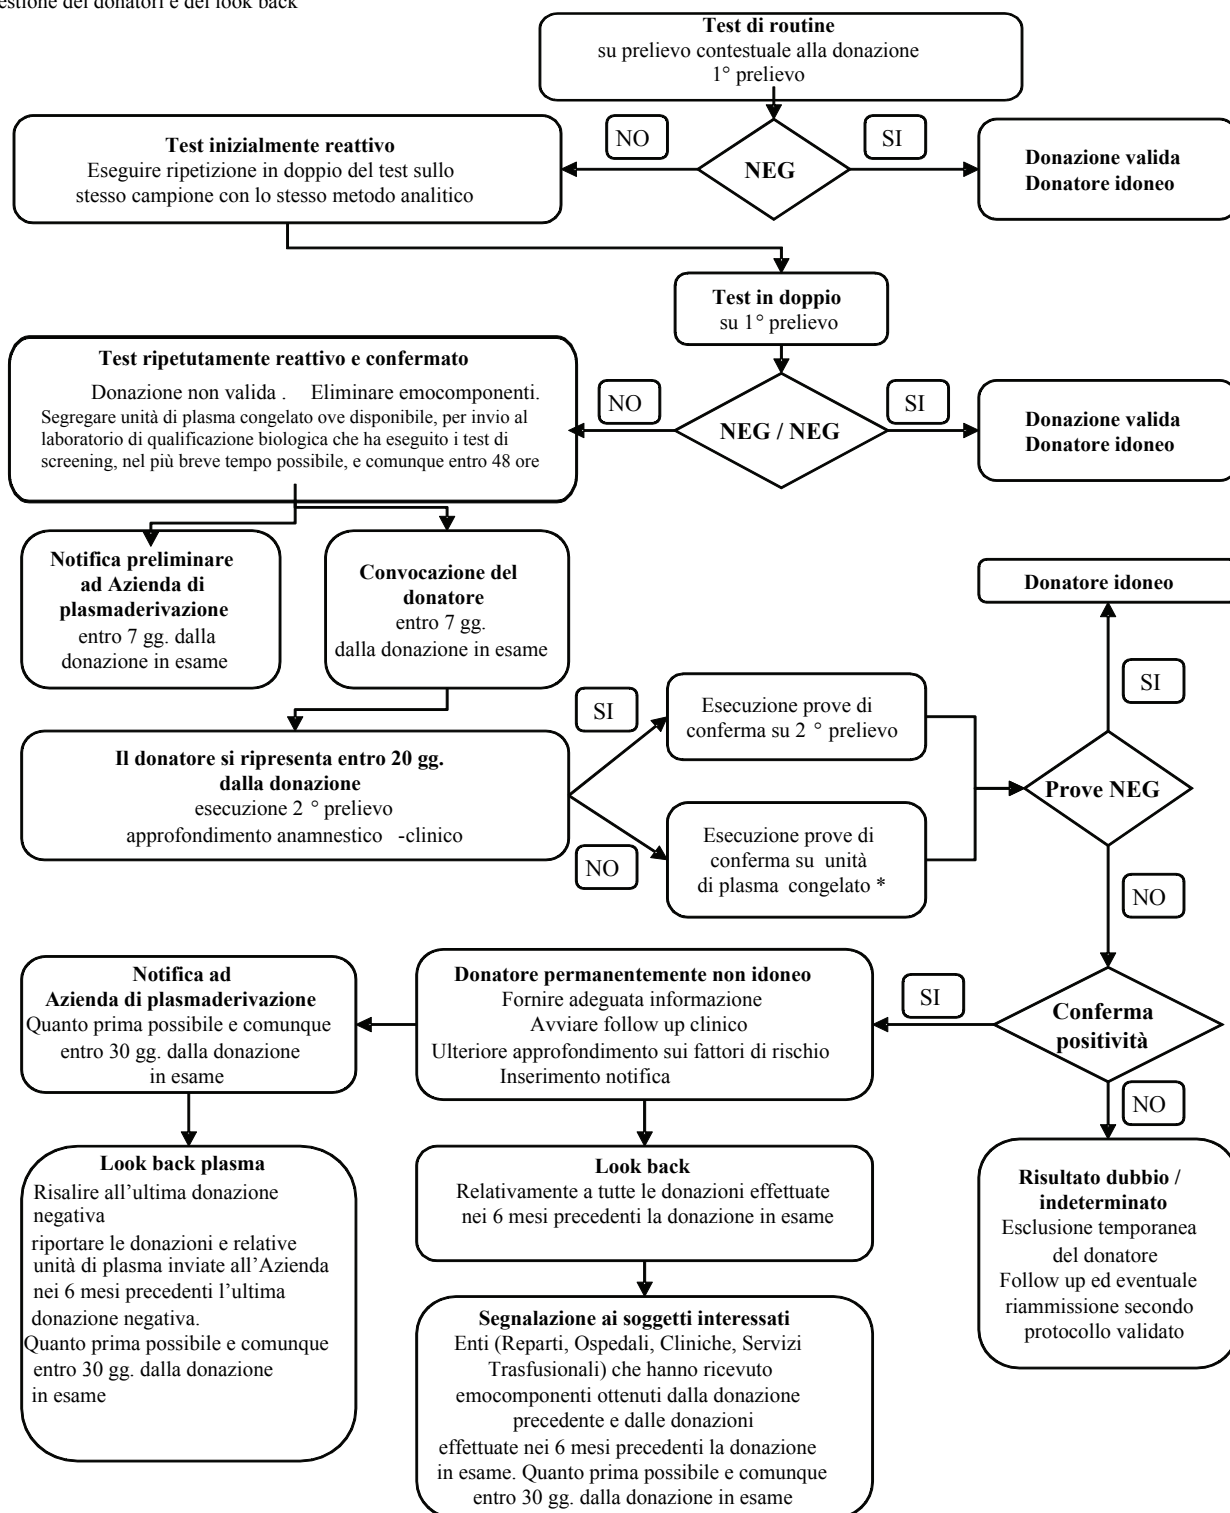 estione dei donatori e del look back
Test di routine
su prelievo contestuale alla donazione
1° prelievo
NO
SI
NEG
Test inizialmente reattivo
Eseguire ripetizione in doppio del test sullo
stesso campione con lo stesso metodo analitico
Donazione valida
Donatore idoneo
Test in doppio
su 1° prelievo
Test ripetutamente reattivo e confermato
Donazione non valida . Eliminare emocomponenti.
Segregare unità di plasma congelato ove disponibile, per invio al
laboratorio di qualificazione biologica che ha eseguito i test di
screening, nel più breve tempo possibile, e comunque entro 48 ore
NO
SI
NEG / NEG
Donazione valida
Donatore idoneo
Notifica preliminare
ad Azienda di
plasmaderivazione
entro 7 gg. dalla
donazione in esame
Convocazione del
donatore
entro 7 gg.
dalla donazione in esame
Donatore idoneo
SI
Il donatore si ripresenta entro 20 gg.
dalla donazione
esecuzione 2 ° prelievo
approfondimento anamnestico -clinico
SI
Esecuzione prove di
conferma su 2 ° prelievo
NO
Esecuzione prove di
conferma su unità
di plasma congelato *
Prove NEG
NO
Notifica ad
Azienda di plasmaderivazione
Quanto prima possibile e comunque
entro 30 gg. dalla donazione
in esame
Donatore permanentemente non idoneo
Fornire adeguata informazione
Avviare follow up clinico
Ulteriore approfondimento sui fattori di rischio
Inserimento notifica
SI
Conferma
positività
NO
Look back plasma
Risalire all’ultima donazione
negativa
riportare le donazioni e relative
unità di plasma inviate all’Azienda
nei 6 mesi precedenti l’ultima
donazione negativa.
Quanto prima possibile e comunque
entro 30 gg. dalla donazione
in esame
Look back
Relativamente a tutte le donazioni effettuate
nei 6 mesi precedenti la donazione in esame
Risultato dubbio /
indeterminato
Esclusione temporanea
del donatore
Follow up ed eventuale
riammissione secondo
protocollo validato
Segnalazione ai soggetti interessati
Enti (Reparti, Ospedali, Cliniche, Servizi
Trasfusionali) che hanno ricevuto
emocomponenti ottenuti dalla donazione
precedente e dalle donazioni
effettuate nei 6 mesi precedenti la donazione
in esame. Quanto prima possibile e comunque
entro 30 gg. dalla donazione in esame